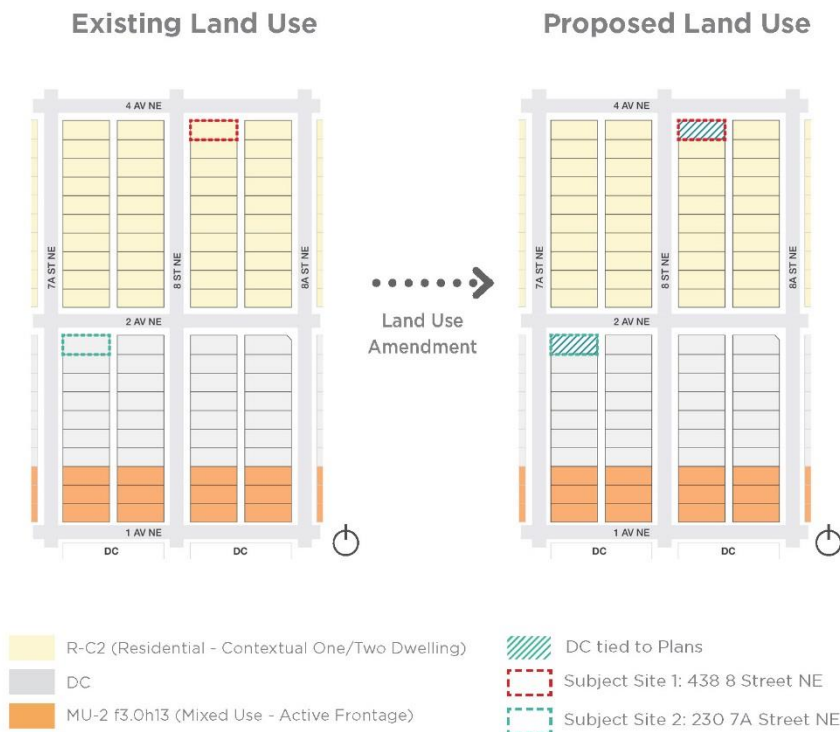 Existing Land Use
Proposed Land Use
4 AV NE
7A ST NE
8 ST NE
8A ST NE
2 AV NE
1 AV NE
DC
DC
Land Use
Amendment
4 AV NE
7A ST NE
8 ST NE
8A ST NE
2 AV NE
1 AV NE
DC
DC
R-C2 (Residential - Contextual One/Two Dwelling)
DC
MU-2 f3.0h13 (Mixed Use - Active Frontage)
DC tied to Plans
Subject Site 1: 438 8 Street NE
Subject Site 2: 230 7A Street NE